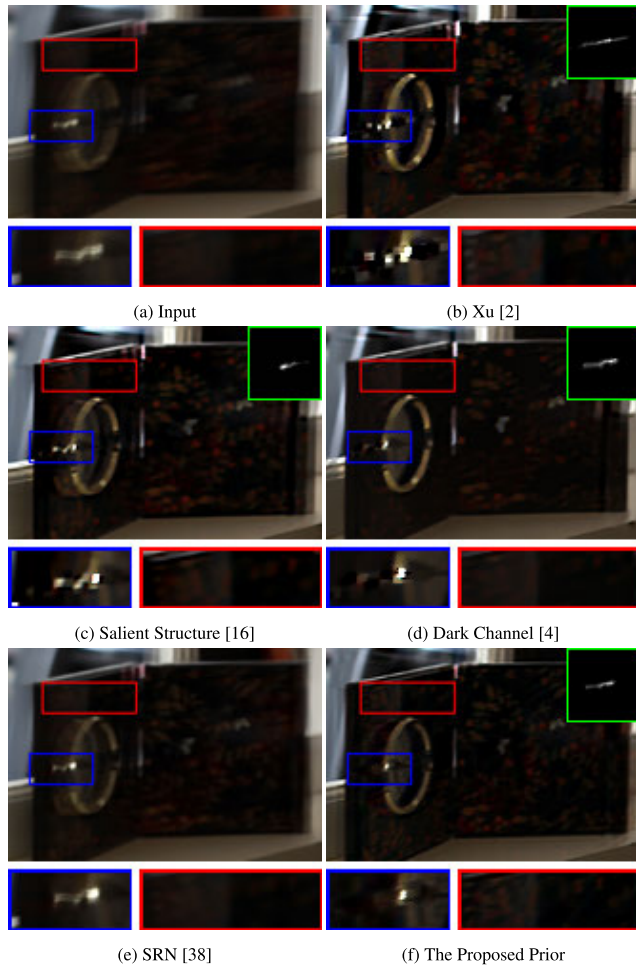 (a) Input
(b) Xu [2]
(c) Salient Structure [16]
(d) Dark Channel [4]
(e) SRN [38]
(f) The Proposed Prior